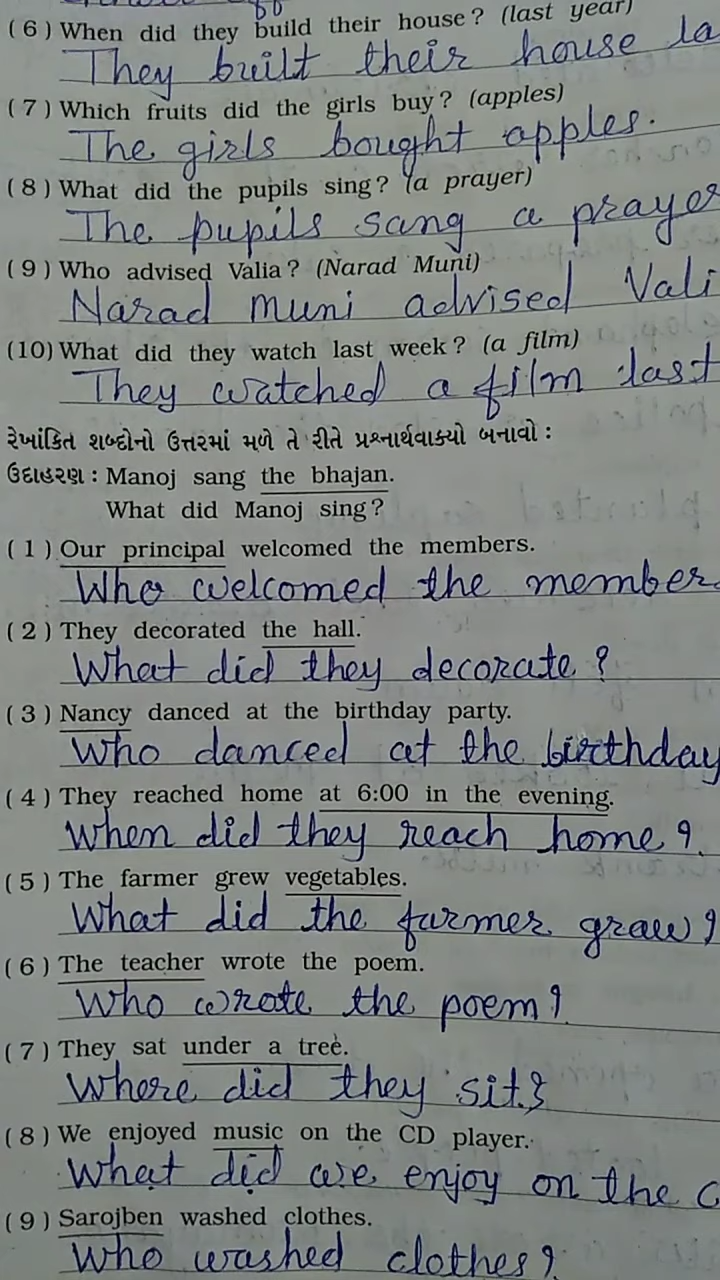 (6) When did they build their house? (last year)
They built their house la
(7) Which fruits did the girls buy? (apples)
The girls bought apples.
(8) What did the pupils sing? (a prayer)
The pupils sang a prayer
(9) Who advised Valia? (Narad Muni)
Narad muni advised Vali
(10) What did they watch last week? (a film)
They watched a film last
રેખાંકિત શબ્દોનો ઉત્તરમાં મળે તે રીતે પ્રશ્નાર્થવાક્યો બનાવો :
ઉદાહરણ : Manoj sang the bhajan.
What did Manoj sing?
(1) Our principal welcomed the members.
Who welcomed the member
(2) They decorated the hall.
What did they decorate?
(3) Nancy danced at the birthday party.
Who danced at the birthday
(4) They reached home at 6:00 in the evening.
When did they reach home?
(5) The farmer grew vegetables.
What did the farmer graw?
(6) The teacher wrote the poem.
Who wrote the poem?
(7) They sat under a tree.
Where did they sit?
(8) We enjoyed music on the CD player.
What did we enjoy on the C
(9) Sarojben washed clothes.
Who washed clothes?